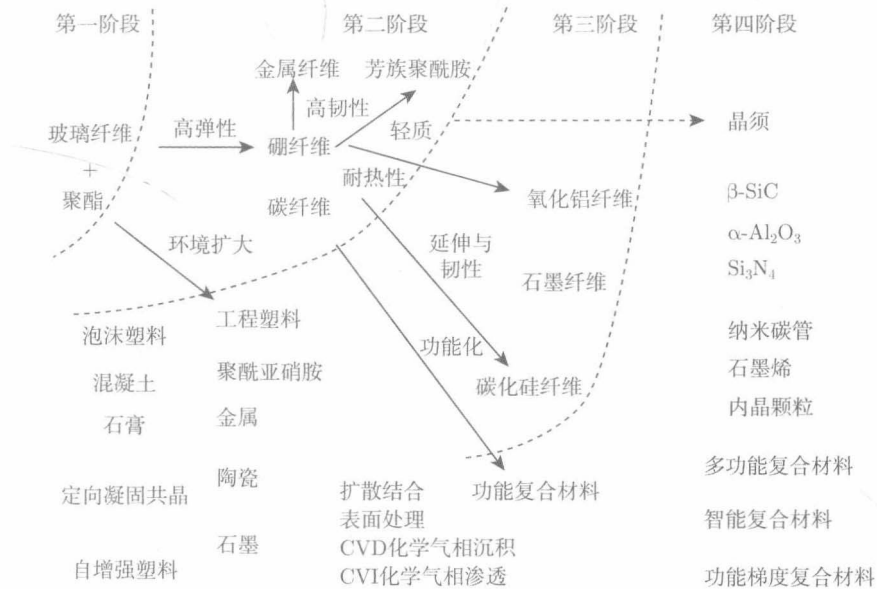 第一阶段
第二阶段
第三阶段
第四阶段
金属纤维
芳族聚酰胺
高韧性
玻璃纤维
+
聚酯
高弹性
硼纤维
轻质
晶须
耐热性
碳纤维
氧化铝纤维
β-SiC
环境扩大
延伸与
韧性
α-Al₂O₃
Si₃N₄
石墨纤维
泡沫塑料
工程塑料
功能化
纳米碳管
混凝土
聚酰亚硝胺
碳化硅纤维
石墨烯
石膏
金属
内晶颗粒
陶瓷
定向凝固共晶
扩散结合
功能复合材料
多功能复合材料
表面处理
智能复合材料
石墨
CVD化学气相沉积
自增强塑料
CVI化学气相渗透
功能梯度复合材料